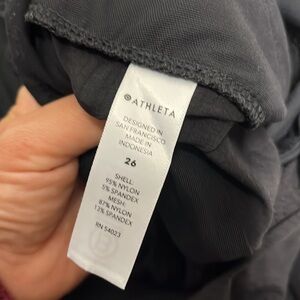 ATHLETA
DESIGNED IN
SAN FRANCISCO
MADE IN
INDONESIA
26
SHELL:
95% NYLON
5% SPANDEX
MESH:
87% NYLON
13% SPANDEX
RN 54023